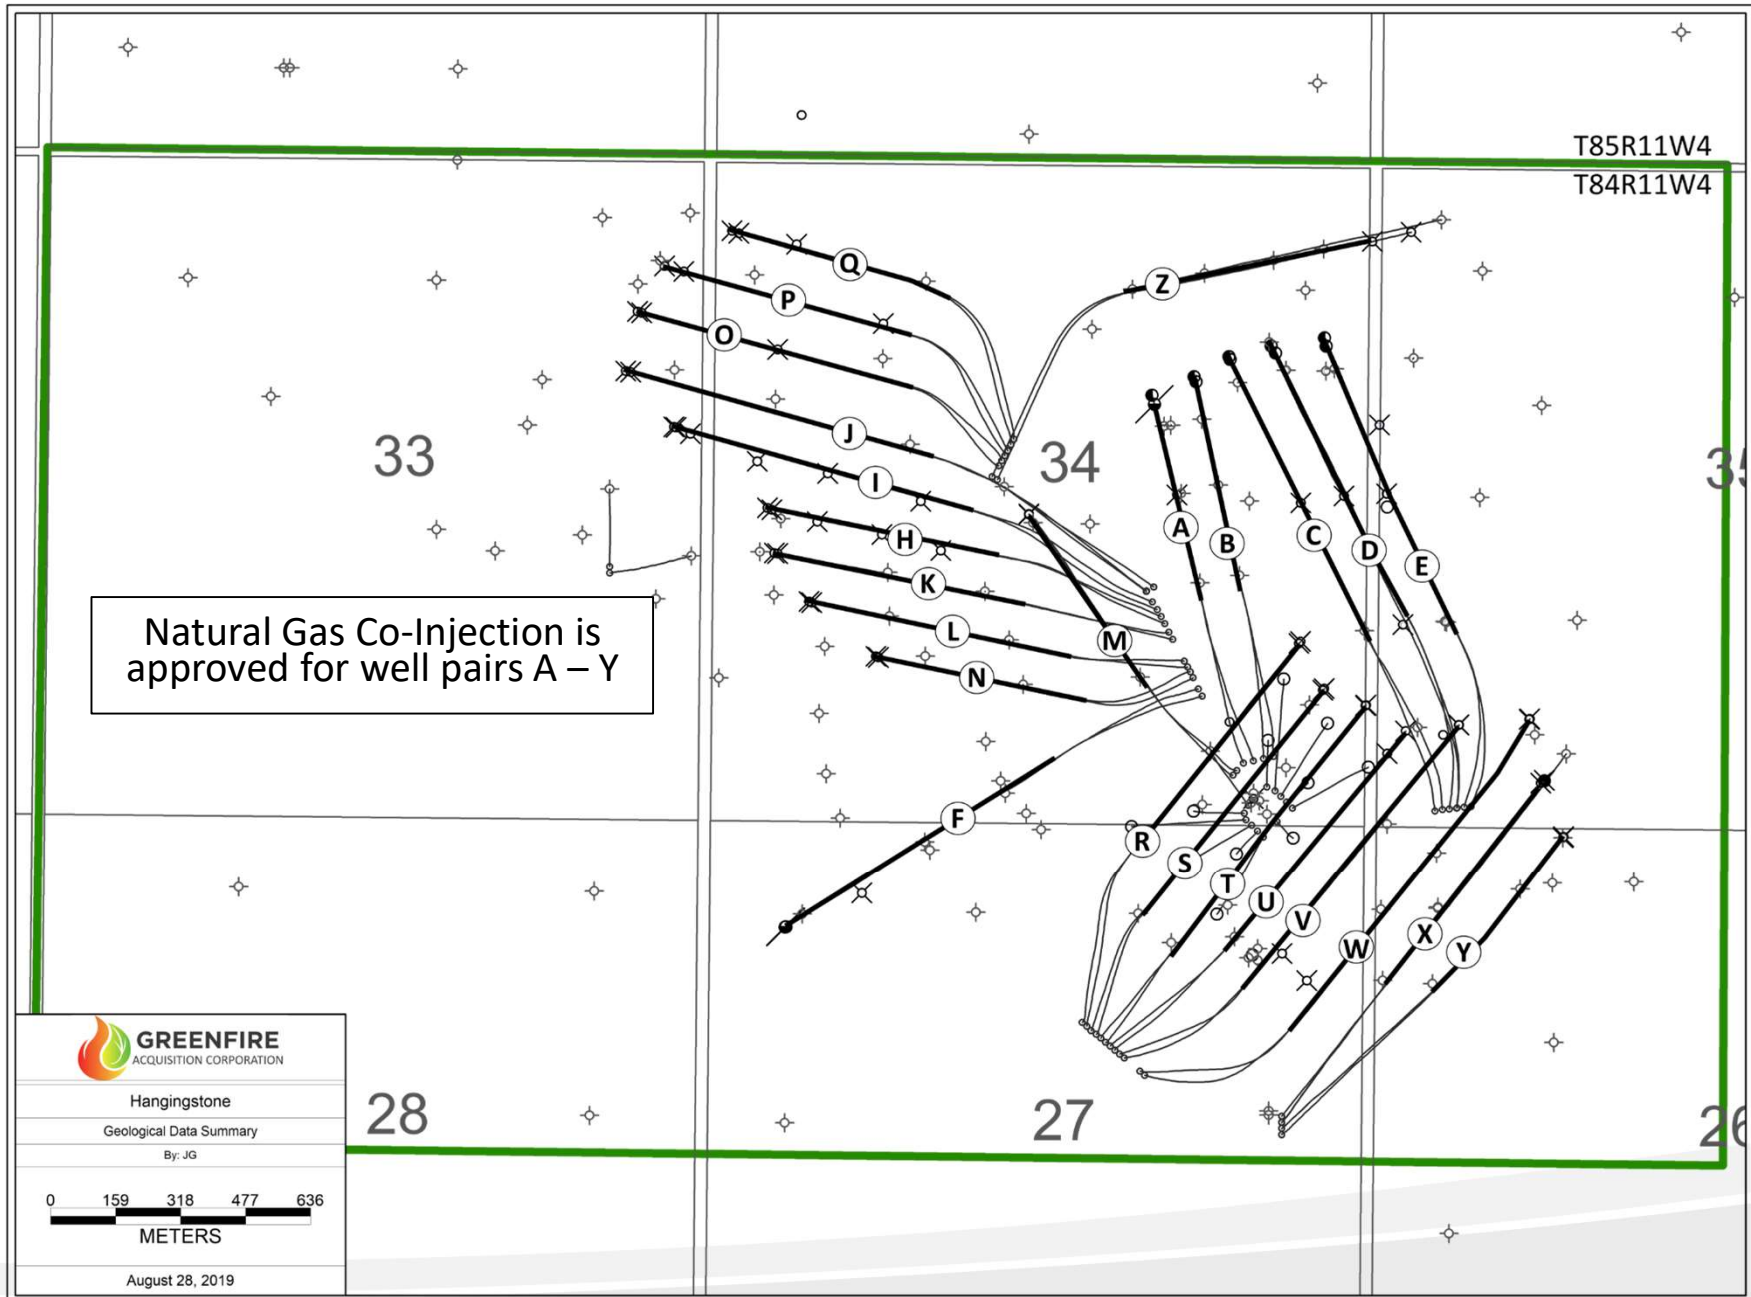 T85R11W4
T84R11W4
Q
Z
P
O
J
33
34
35
I
A
B
C
D
E
H
K
L
M
N
Natural Gas Co-Injection is
approved for well pairs A – Y
F
R
S
T
U
V
W
X
Y
GREENFIRE
ACQUISITION CORPORATION
Hangingstone
Geological Data Summary
By: JG
0 159 318 477 636
METERS
August 28, 2019
28
27
26